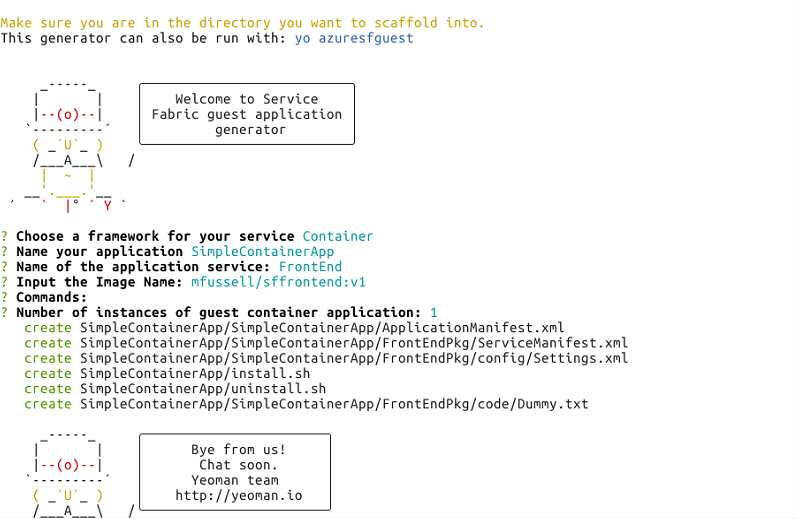 Make sure you are in the directory you want to scaffold into.
This generator can also be run with: yo azuresfguest
Welcome to Service
Fabric guest application
generator
? Choose a framework for your service Container
? Name your application SimpleContainerApp
? Name of the application service: FrontEnd
? Input the Image Name: mfussell/sffrontend:v1
? Commands:
? Number of instances of guest container application: 1
create SimpleContainerApp/SimpleContainerApp/ApplicationManifest.xml
create SimpleContainerApp/SimpleContainerApp/FrontEndPkg/ServiceManifest.xml
create SimpleContainerApp/SimpleContainerApp/FrontEndPkg/config/Settings.xml
create SimpleContainerApp/install.sh
create SimpleContainerApp/uninstall.sh
create SimpleContainerApp/SimpleContainerApp/FrontEndPkg/code/Dummy.txt
Bye from us!
Chat soon.
Yeoman team
http://yeoman.io